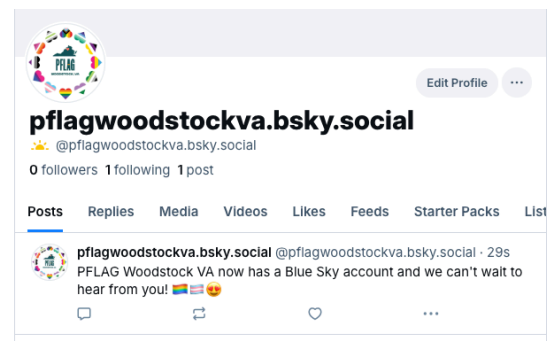 PFLAG
Edit Profile
pflagwoodstockva.bsky.social
@pflagwoodstockva.bsky.social
0 followers 1 following 1 post
Posts Replies Media Videos Likes Feeds Starter Packs List
pflagwoodstockva.bsky.social @pflagwoodstockva.bsky.social · 29s
PFLAG Woodstock VA now has a Blue Sky account and we can't wait to
hear from you! 🏳️‍🌈🏳️‍⚧️😍